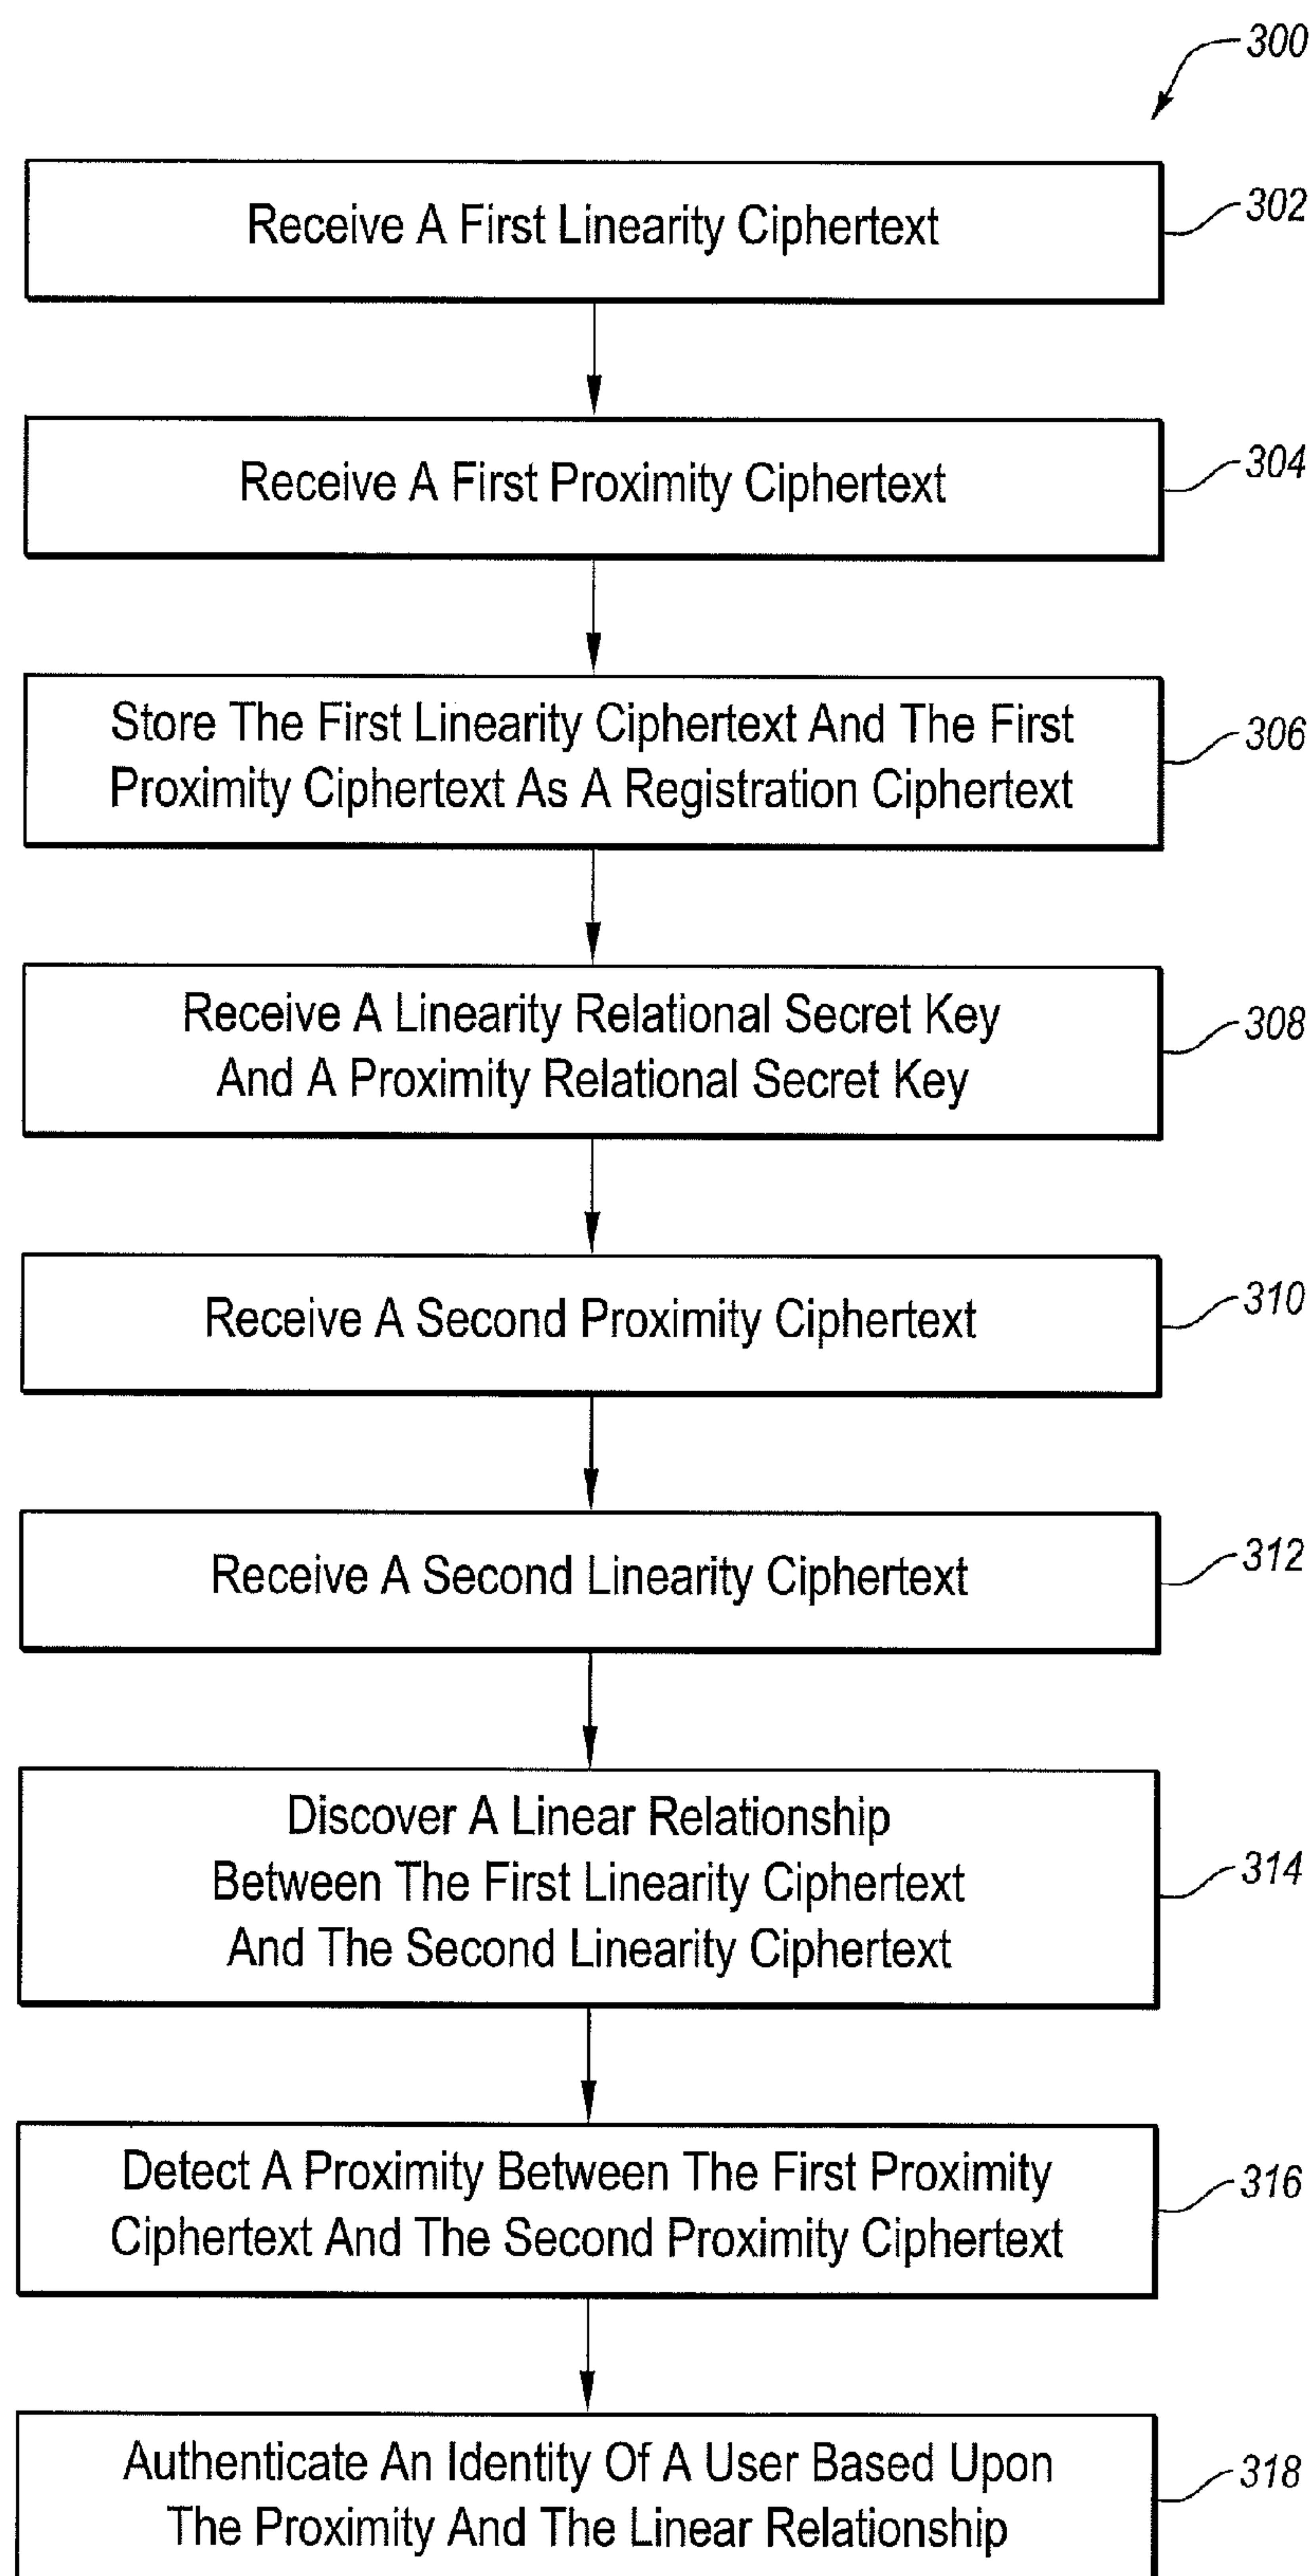 300
Receive A First Linearity Ciphertext
302
Receive A First Proximity Ciphertext
304
Store The First Linearity Ciphertext And The First
Proximity Ciphertext As A Registration Ciphertext
306
Receive A Linearity Relational Secret Key
And A Proximity Relational Secret Key
308
Receive A Second Proximity Ciphertext
310
Receive A Second Linearity Ciphertext
312
Discover A Linear Relationship
Between The First Linearity Ciphertext
And The Second Linearity Ciphertext
314
Detect A Proximity Between The First Proximity
Ciphertext And The Second Proximity Ciphertext
316
Authenticate An Identity Of A User Based Upon
The Proximity And The Linear Relationship
318